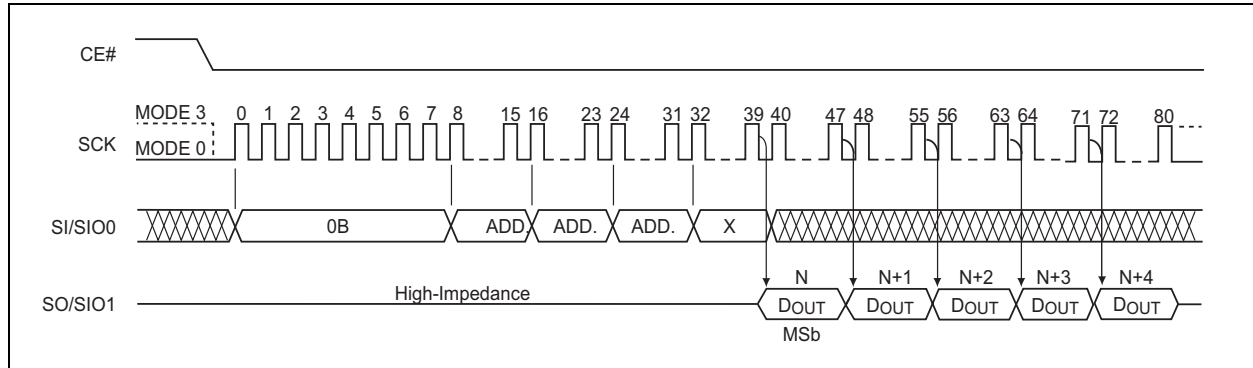 CE#
MODE 3
0 1 2 3 4 5 6 7 8 15 16 23 24 31 32 39 40 47 48 55 56 63 64 71 72 80
SCK
MODE 0
SI/SIO0 0B ADD. ADD. ADD. X
N N+1 N+2 N+3 N+4
High-Impedance
SO/SIO1 DOUT DOUT DOUT DOUT DOUT
MSb